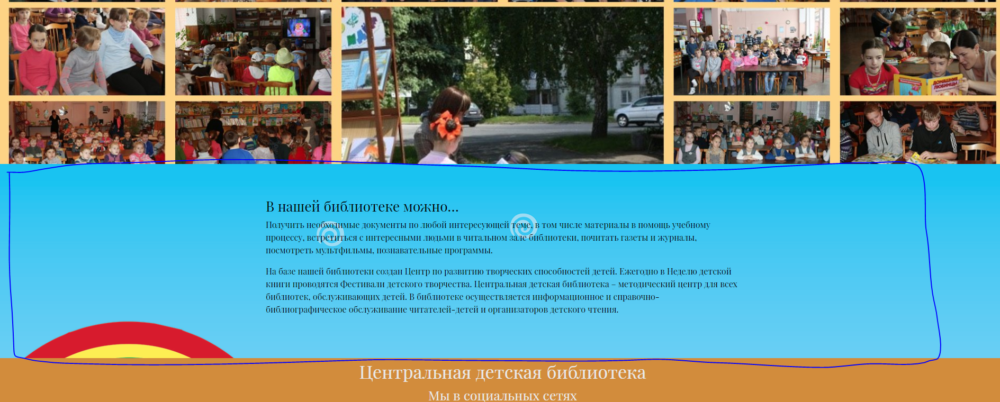 ДОМАШНИЕ
ЛЮБИМЦЫ
В нашей библиотеке можно...
Получить необходимые документы по любой интересующей теме, в том числе материалы в помощь учебному
процессу, встретиться с интересными людьми в читальном зале библиотеки, почитать газеты и журналы,
посмотреть мультфильмы, познавательные программы.
На базе нашей библиотеки создан Центр по развитию творческих способностей детей. Ежегодно в Неделю детской
книги проводятся Фестивали детского творчества. Центральная детская библиотека – методический центр для всех
библиотек, обслуживающих детей. В библиотеке осуществляется информационное и справочно-
библиографическое обслуживание читателей-детей и организаторов детского чтения.
Центральная детская библиотека
Мы в социальных сетях